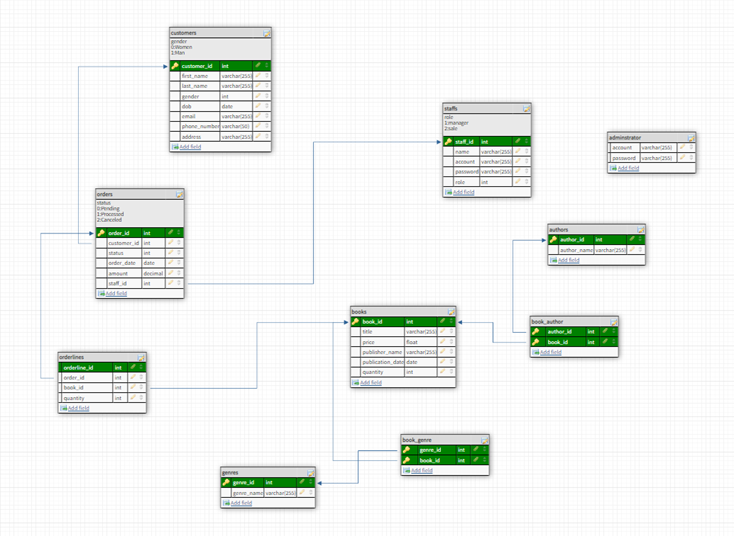 customers
gender
0:Women
1:Man
customer_id int
first_name varchar(255)
last_name varchar(255)
gender int
dob date
email varchar(255)
phone_number varchar(50)
address varchar(255)
Add field
staffs
role
1:manager
2:sale
staff_id int
name varchar(255)
account varchar(255)
password varchar(255)
role int
Add field
adminstrator
account varchar(255)
password varchar(255)
Add field
orders
status
0:Pending
1:Processed
2:Canceled
order_id int
customer_id int
status int
order_date date
amount decimal
staff_id int
Add field
authors
author_id int
author_name varchar(255)
Add field
books
book_id int
title varchar(255)
price float
publisher_name varchar(255)
publication_date date
quantity int
Add field
book_author
author_id int
book_id int
Add field
orderlines
orderline_id int
order_id int
book_id int
quantity int
Add field
book_genre
genre_id int
book_id int
Add field
genres
genre_id int
genre_name varchar(255)
Add field